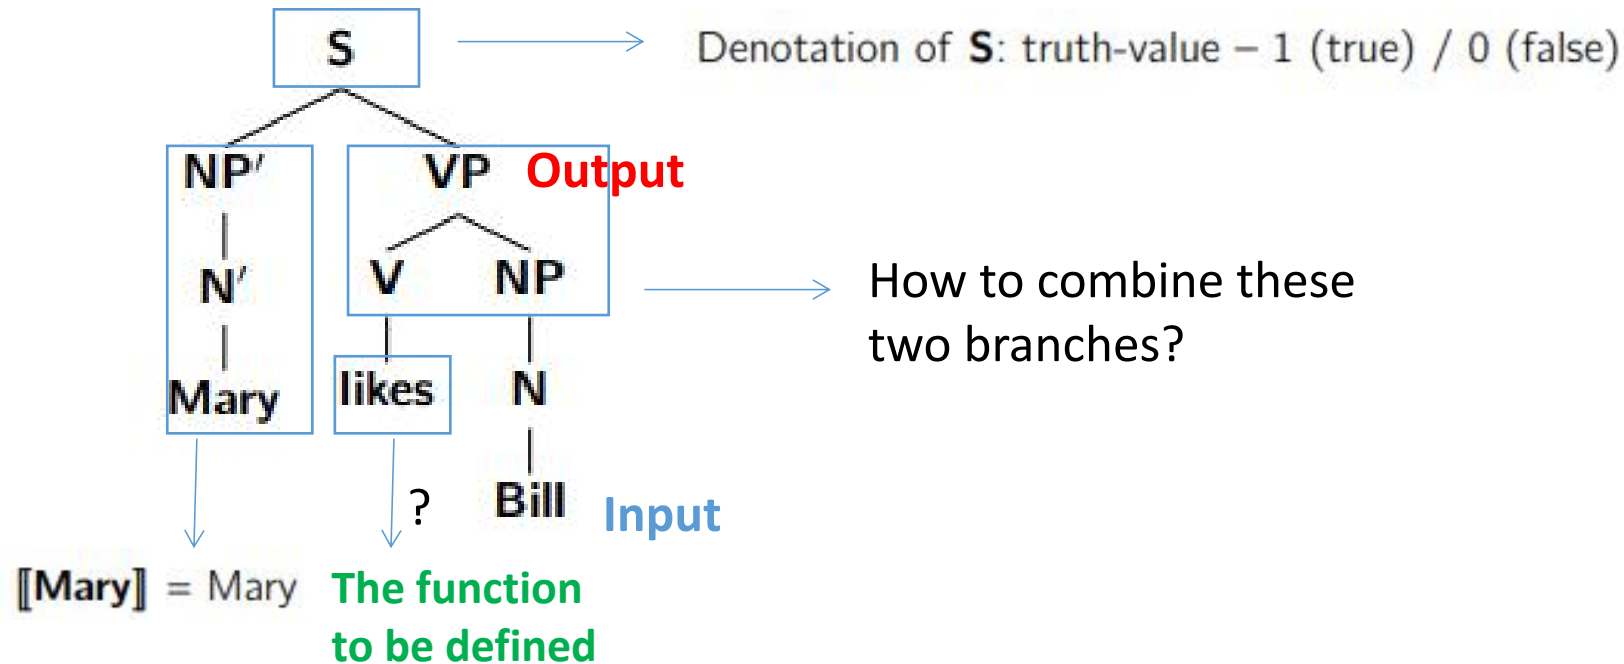 S
Denotation of S: truth-value – 1 (true) / 0 (false)
NP′ VP Output
N′ V NP
How to combine these
two branches?
Mary likes N
? Bill Input
⟦Mary⟧ = Mary
The function
to be defined